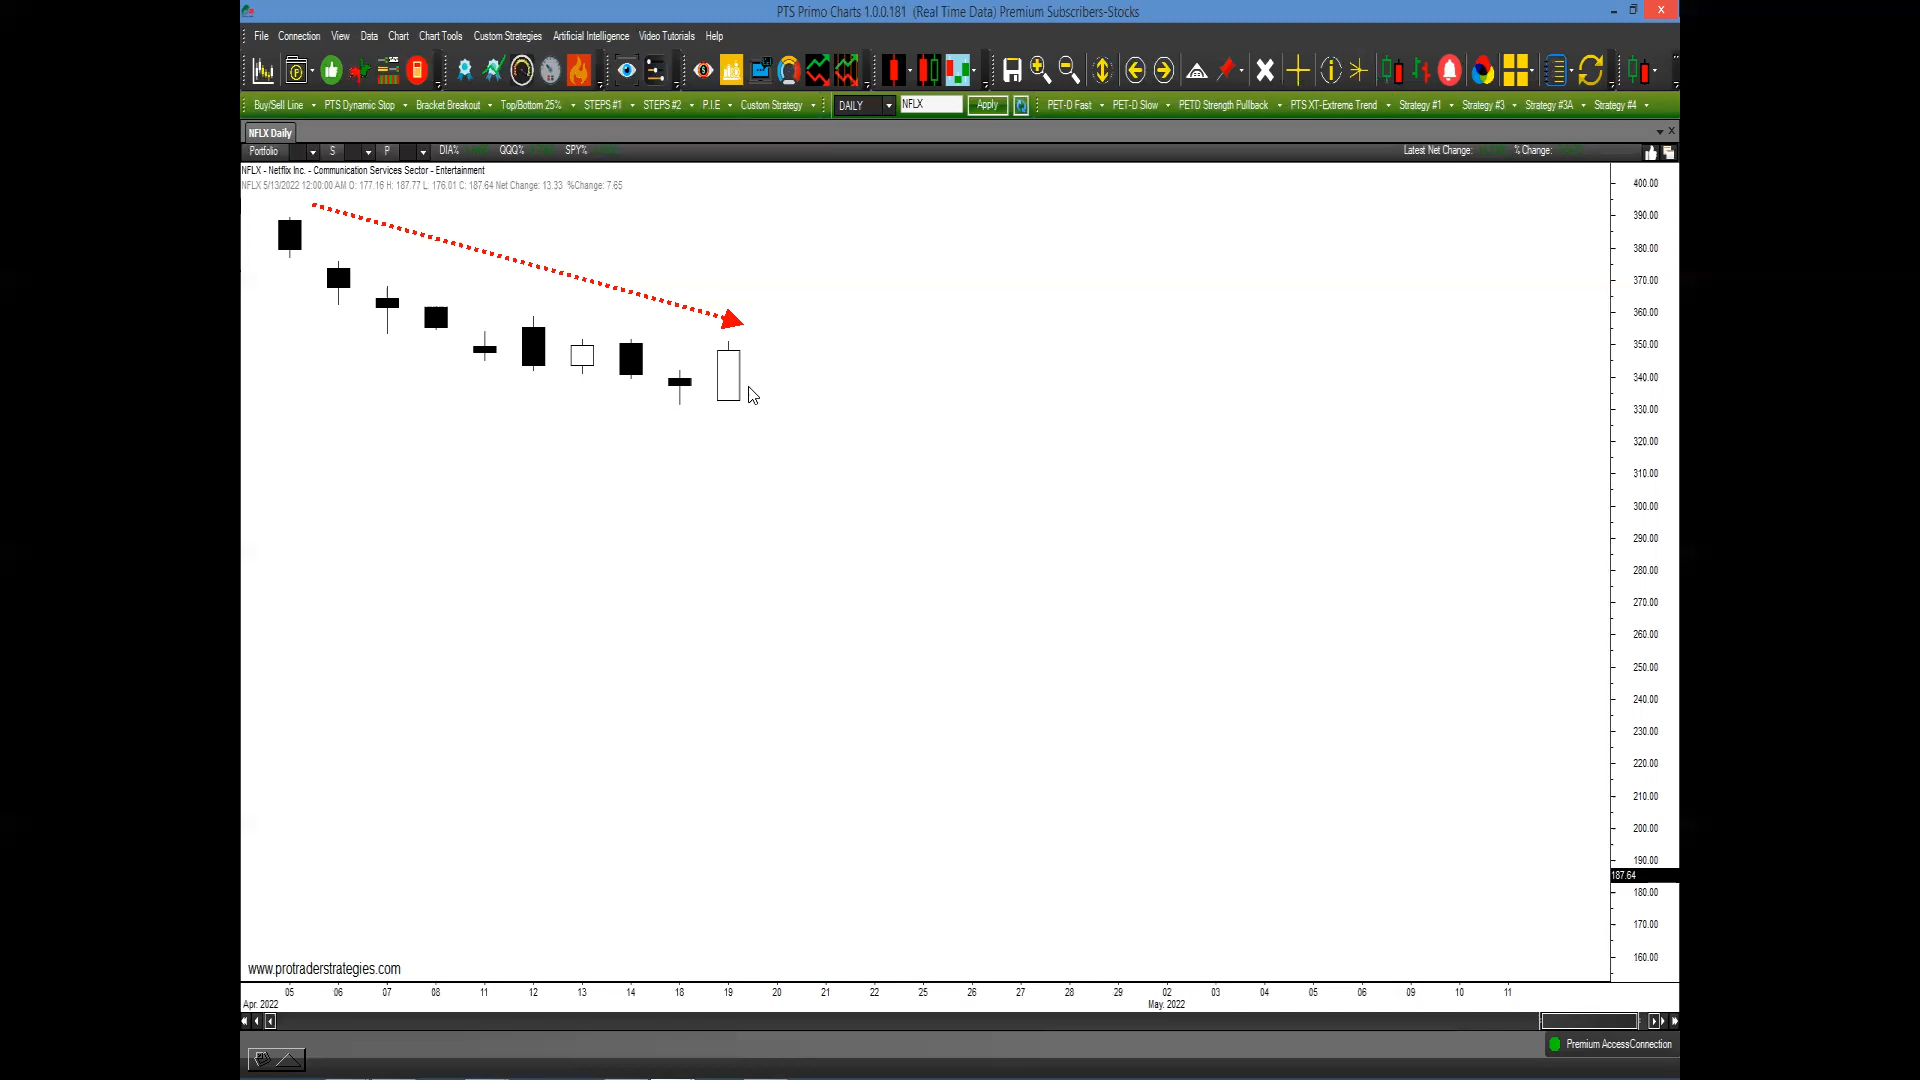 PTS Primo Charts 1.0.0.181 (Real Time Data) Premium Subscribers-Stocks
File Connection View Data Chart Chart Tools Custom Strategies Artificial Intelligence Video Tutorials Help
Buy/Sell Line PTS Dynamic Stop Bracket Breakout Top/Bottom 25% STEPS #1 STEPS #2 P.I.E Custom Strategy DAILY NFLX Apply PET-D Fast PET-D Slow PETD Strength Pullback PTS XT-Extreme Trend Strategy #1 Strategy #3 Strategy #3A Strategy #4
NFLX Daily
Portfolio S P DIA% QQQ% SPY% Latest Net Change: % Change:
NFLX - Netflix Inc. - Communication Services Sector - Entertainment
NFLX 5/13/2022 12:00:00 AM O: 177.16 H: 187.77 L: 176.01 C: 187.64 Net Change: 13.33 %Change: 7.65
400.00
390.00
380.00
370.00
360.00
350.00
340.00
330.00
320.00
310.00
300.00
290.00
280.00
270.00
260.00
250.00
240.00
230.00
220.00
210.00
200.00
190.00
187.64
180.00
170.00
160.00
www.protraderstrategies.com
05 06 07 08 11 12 13 14 18 19 20 21 22 25 26 27 28 29 02 03 04 05 06 09 10 11
Apr. 2022 May. 2022
Premium AccessConnection